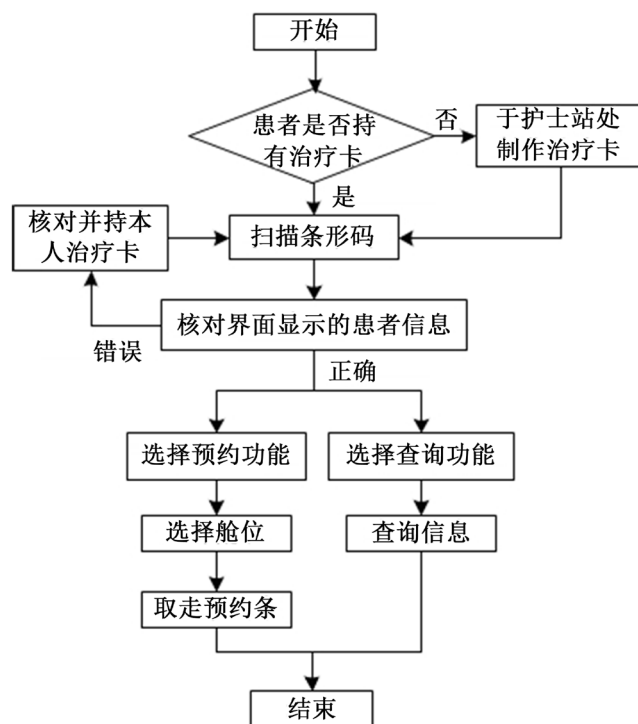 开始
患者是否持
有治疗卡
否
于护士站处
制作治疗卡
是
核对并持本
人治疗卡
扫描条形码
核对界面显示的患者信息
错误
正确
选择预约功能
选择查询功能
选择舱位
查询信息
取走预约条
结束